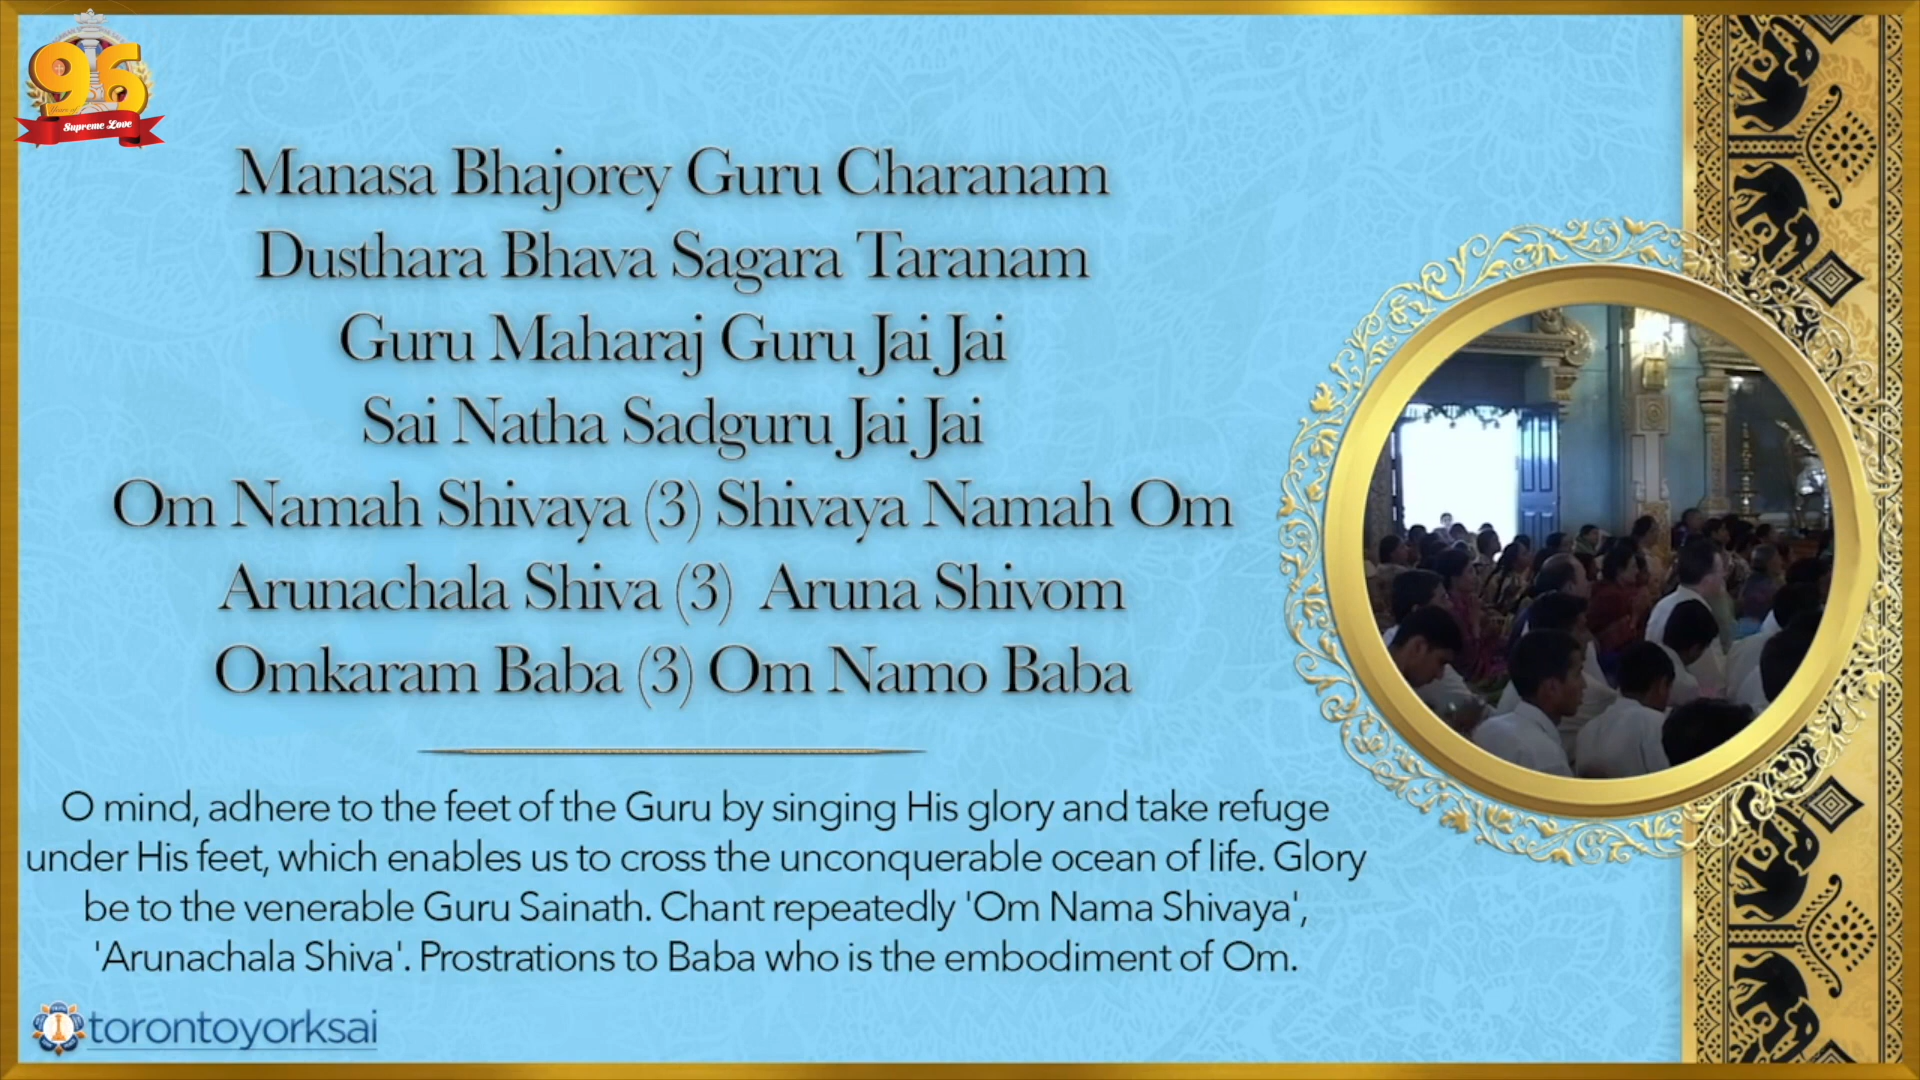 96
Years of
Supreme Love
Manasa Bhajorey Guru Charanam
Dusthara Bhava Sagara Taranam
Guru Maharaj Guru Jai Jai
Sai Natha Sadguru Jai Jai
Om Namah Shivaya (3) Shivaya Namah Om
Arunachala Shiva (3) Aruna Shivom
Omkaram Baba (3) Om Namo Baba
O mind, adhere to the feet of the Guru by singing His glory and take refuge
under His feet, which enables us to cross the unconquerable ocean of life. Glory
be to the venerable Guru Sainath. Chant repeatedly 'Om Nama Shivaya',
'Arunachala Shiva'. Prostrations to Baba who is the embodiment of Om.
torontoyorksai